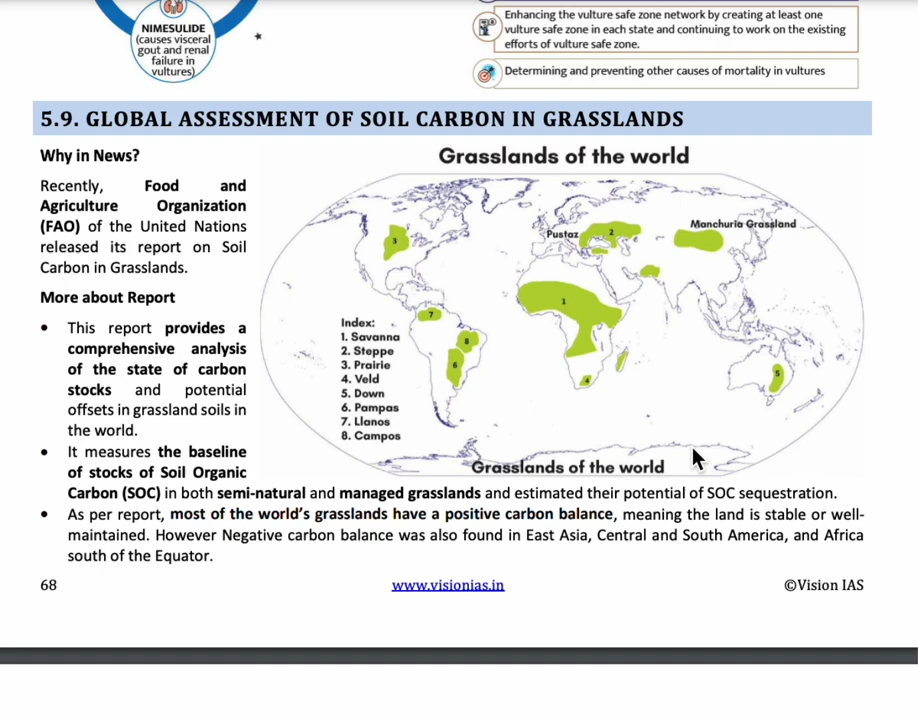 NIMESULIDE
(causes visceral
gout and renal
failure in
vultures)
Enhancing the vulture safe zone network by creating at least one
vulture safe zone in each state and continuing to work on the existing
efforts of vulture safe zone.
Determining and preventing other causes of mortality in vultures
5.9. GLOBAL ASSESSMENT OF SOIL CARBON IN GRASSLANDS
Why in News?
Recently, Food and
Agriculture Organization
(FAO) of the United Nations
released its report on Soil
Carbon in Grasslands.
More about Report
• This report provides a
comprehensive analysis
of the state of carbon
stocks and potential
offsets in grassland soils in
the world.
• It measures the baseline
of stocks of Soil Organic
Carbon (SOC) in both semi-natural and managed grasslands and estimated their potential of SOC sequestration.
• As per report, most of the world's grasslands have a positive carbon balance, meaning the land is stable or well-
maintained. However Negative carbon balance was also found in East Asia, Central and South America, and Africa
south of the Equator.
Grasslands of the world
Pustaz
2
Manchuria Grassland
3
1
7
8
6
4
5
Index:
1. Savanna
2. Steppe
3. Prairie
4. Veld
5. Down
6. Pampas
7. Llanos
8. Campos
Grasslands of the world
68
www.visionias.in
©Vision IAS